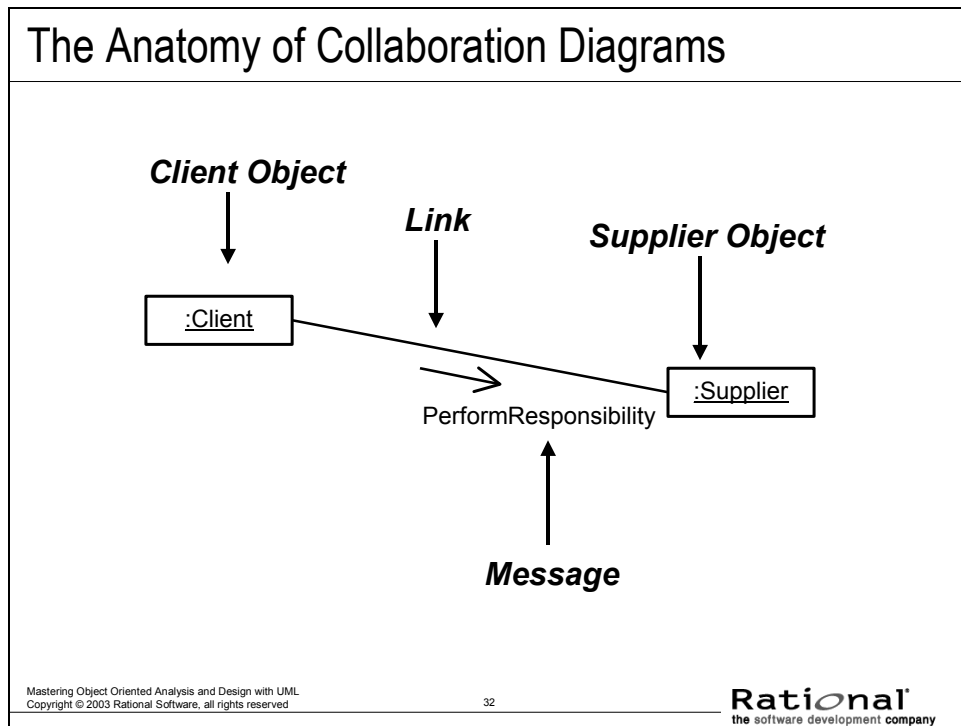 The Anatomy of Collaboration Diagrams
Client Object
Link
Supplier Object
:Client
:Supplier
PerformResponsibility
Message
Mastering Object Oriented Analysis and Design with UML
Copyright © 2003 Rational Software, all rights reserved
32
Rational
the software development company